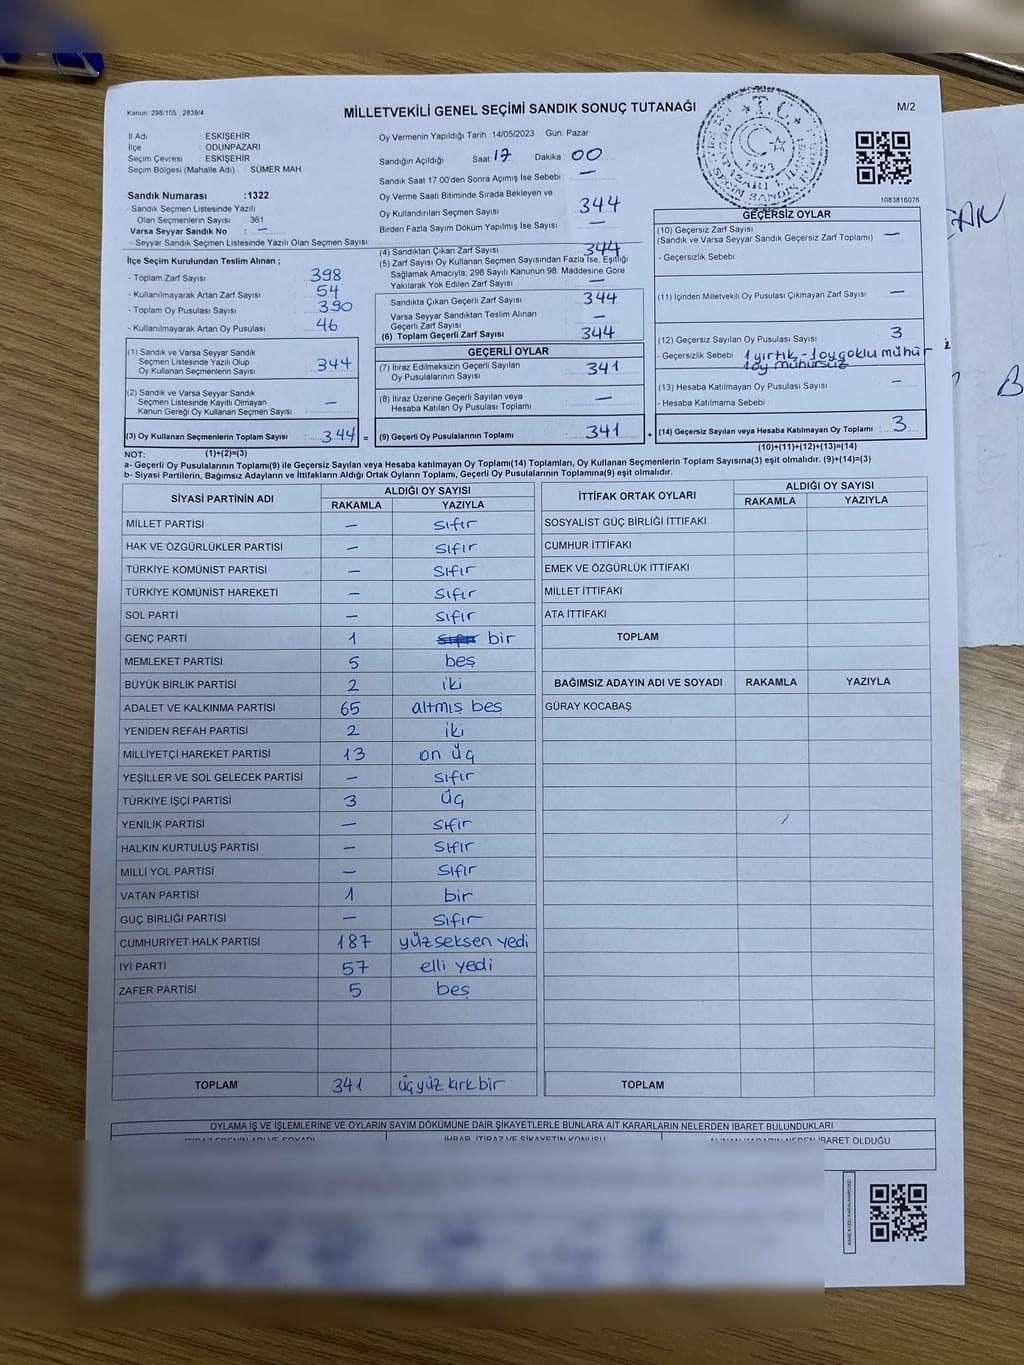 Kanun: 298/105 , 2839/4
MİLLETVEKİLİ GENEL SEÇİMİ SANDIK SONUÇ TUTANAĞI
M/2
İl Adı ESKİŞEHİR
İlçe ODUNPAZARI
Seçim Çevresi ESKİŞEHİR
Seçim Bölgesi (Mahalle Adı) : SÜMER MAH.
Oy Vermenin Yapıldığı Tarih : 14/05/2023 Gün: Pazar
Sandığın Açıldığı Saat: 17 Dakika : 00
Sandık Saat 17:00'den Sonra Açılmış İse Sebebi : —
T.C.
1923
1083816076
Sandık Numarası :1322
- Sandık Seçmen Listesinde Yazılı
Olan Seçmenlerin Sayısı : 361
Varsa Seyyar Sandık No : —
- Seyyar Sandık Seçmen Listesinde Yazılı Olan Seçmen Sayısı:
Oy Verme Saati Bitiminde Sırada Bekleyen ve
Oy Kullandırılan Seçmen Sayısı : 344
Birden Fazla Sayım Döküm Yapılmış İse Sayısı : —
İlçe Seçim Kurulundan Teslim Alınan ;
- Toplam Zarf Sayısı : 398
- Kullanılmayarak Artan Zarf Sayısı : 54
- Toplam Oy Pusulası Sayısı : 390
- Kullanılmayarak Artan Oy Pusulası : 46
(4) Sandıktan Çıkan Zarf Sayısı : 344
(5) Zarf Sayısı Oy Kullanan Seçmen Sayısından Fazla İse, Eşitliği
Sağlamak Amacıyla; 298 Sayılı Kanunun 98. Maddesine Göre
Yakılarak Yok Edilen Zarf Sayısı : —
Sandıkta Çıkan Geçerli Zarf Sayısı : 344
Varsa Seyyar Sandıktan Teslim Alınan
Geçerli Zarf Sayısı : —
(6) Toplam Geçerli Zarf Sayısı : 344
GEÇERSİZ OYLAR
(10) Geçersiz Zarf Sayısı : —
(Sandık ve Varsa Seyyar Sandık Geçersiz Zarf Toplamı)
- Geçersizlik Sebebi :
(11) İçinden Milletvekili Oy Pusulası Çıkmayan Zarf Sayısı : —
(12) Geçersiz Sayılan Oy Pusulası Sayısı : 3
- Geçersizlik Sebebi : 1 yırtık - 1 oy çoklu mühür
1 oy mühürsüz
(13) Hesaba Katılmayan Oy Pusulası Sayısı : —
- Hesaba Katılmama Sebebi :
(14) Geçersiz Sayılan veya Hesaba Katılmayan Oy Toplamı : 3
(10)+(11)+(12)+(13)=(14)
(1) Sandık ve Varsa Seyyar Sandık
Seçmen Listesinde Yazılı Olup
Oy Kullanan Seçmenlerin Sayısı : 344
(2) Sandık ve Varsa Seyyar Sandık
Seçmen Listesinde Kayıtlı Olmayan
Kanun Gereği Oy Kullanan Seçmen Sayısı : —
(3) Oy Kullanan Seçmenlerin Toplam Sayısı : 344 =
(1)+(2)=(3)
GEÇERLİ OYLAR
(7) İtiraz Edilmeksizin Geçerli Sayılan
Oy Pusulalarının Sayısı : 341
(8) İtiraz Üzerine Geçerli Sayılan veya
Hesaba Katılan Oy Pusulası Toplamı : —
(9) Geçerli Oy Pusulalarının Toplamı : 341 +
NOT:
a- Geçerli Oy Pusulalarının Toplamı(9) ile Geçersiz Sayılan veya Hesaba katılmayan Oy Toplamı(14) Toplamları, Oy Kullanan Seçmenlerin Toplam Sayısına(3) eşit olmalıdır. (9)+(14)=(3)
b- Siyasi Partilerin, Bağımsız Adayların ve İttifakların Aldığı Ortak Oyların Toplamı, Geçerli Oy Pusulalarının Toplamına(9) eşit olmalıdır.
SİYASİ PARTİNİN ADI ALDIĞI OY SAYISI
RAKAMLA YAZIYLA
MİLLET PARTİSİ — sıfır
HAK VE ÖZGÜRLÜKLER PARTİSİ — sıfır
TÜRKİYE KOMÜNİST PARTİSİ — sıfır
TÜRKİYE KOMÜNİST HAREKETİ — sıfır
SOL PARTİ — sıfır
GENÇ PARTİ 1 sıfır bir
MEMLEKET PARTİSİ 5 beş
BÜYÜK BİRLİK PARTİSİ 2 iki
ADALET VE KALKINMA PARTİSİ 65 altmış beş
YENİDEN REFAH PARTİSİ 2 iki
MİLLİYETÇİ HAREKET PARTİSİ 13 on üç
YEŞİLLER VE SOL GELECEK PARTİSİ — sıfır
TÜRKİYE İŞÇİ PARTİSİ 3 üç
YENİLİK PARTİSİ — sıfır
HALKIN KURTULUŞ PARTİSİ — sıfır
MİLLİ YOL PARTİSİ — sıfır
VATAN PARTİSİ 1 bir
GÜÇ BİRLİĞİ PARTİSİ — sıfır
CUMHURİYET HALK PARTİSİ 187 yüz seksen yedi
İYİ PARTİ 57 elli yedi
ZAFER PARTİSİ 5 beş
TOPLAM 341 üç yüz kırk bir
İTTİFAK ORTAK OYLARI ALDIĞI OY SAYISI
RAKAMLA YAZIYLA
SOSYALİST GÜÇ BİRLİĞİ İTTİFAKI
CUMHUR İTTİFAKI
EMEK VE ÖZGÜRLÜK İTTİFAKI
MİLLET İTTİFAKI
ATA İTTİFAKI
TOPLAM
BAĞIMSIZ ADAYIN ADI VE SOYADI RAKAMLA YAZIYLA
GÜRAY KOCABAŞ
TOPLAM
OYLAMA İŞ VE İŞLEMLERİNE VE OYLARIN SAYIM DÖKÜMÜNE DAİR ŞİKAYETLERLE BUNLARA AİT KARARLARIN NELERDEN İBARET BULUNDUKLARI
İTİRAZ EDENİN ADI VE SOYADI İHBAR, İTİRAZ VE ŞİKAYETİN KONUSU ALINAN KARARIN NEDEN İBARET OLDUĞU